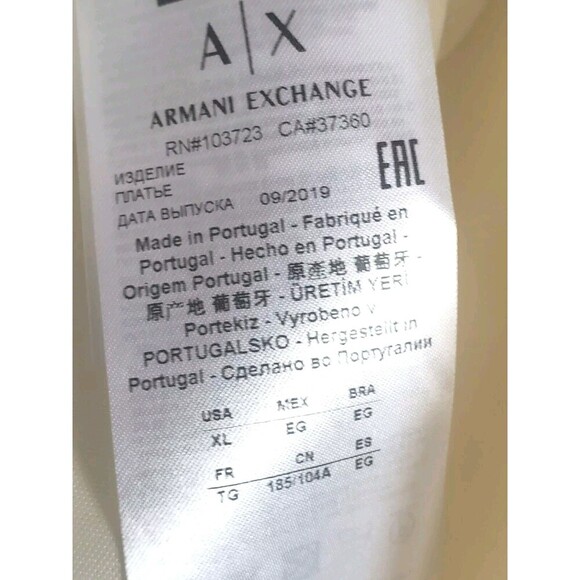 A|X
ARMANI EXCHANGE
RN#103723 CA#37360
ИЗДЕЛИЕ
ПЛАТЬЕ
ДАТА ВЫПУСКА 09/2019
EAC
Made in Portugal - Fabriqué en
Portugal - Hecho en Portugal -
Origem Portugal - 原產地 葡萄牙 -
原产地 葡萄牙 - ÜRETİM YERİ
Portekiz - Vyrobeno v
PORTUGALSKO - Hergestellt in
Portugal - Сделано во Португалии
USA MEX BRA
XL EG EG
FR CN ES
TG 185/104A EG